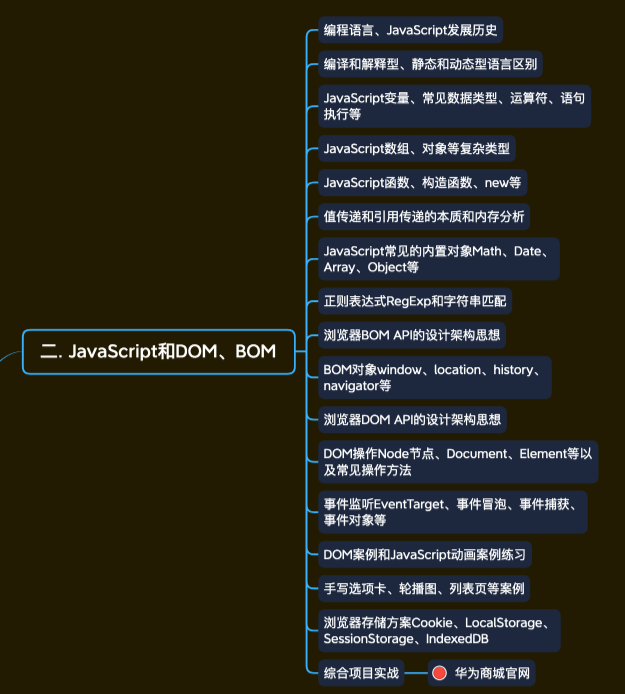 编程语言、JavaScript发展历史
编译和解释型、静态和动态型语言区别
JavaScript变量、常见数据类型、运算符、语句
执行等
JavaScript数组、对象等复杂类型
JavaScript函数、构造函数、new等
值传递和引用传递的本质和内存分析
JavaScript常见的内置对象Math、Date、
Array、Object等
正则表达式RegExp和字符串匹配
浏览器BOM API的设计架构思想
二. JavaScript和DOM、BOM
BOM对象window、location、history、
navigator等
浏览器DOM API的设计架构思想
DOM操作Node节点、Document、Element等以
及常见操作方法
事件监听EventTarget、事件冒泡、事件捕获、
事件对象等
DOM案例和JavaScript动画案例练习
手写选项卡、轮播图、列表页等案例
浏览器存储方案Cookie、LocalStorage、
SessionStorage、IndexedDB
综合项目实战
华为商城官网